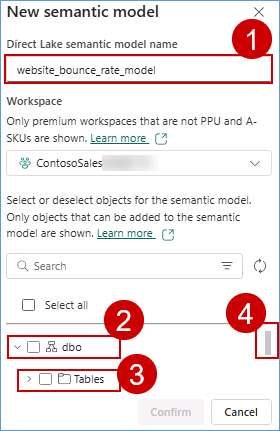 New semantic model
1
Direct Lake semantic model name
website_bounce_rate_model
Workspace
Only premium workspaces that are not PPU and A-
SKUs are shown. Learn more
ContosoSales
Select or deselect objects for the semantic model.
Only objects that can be added to the semantic
model are shown. Learn more
Search
Select all
2
4
dbo
3
Tables
Confirm
Cancel